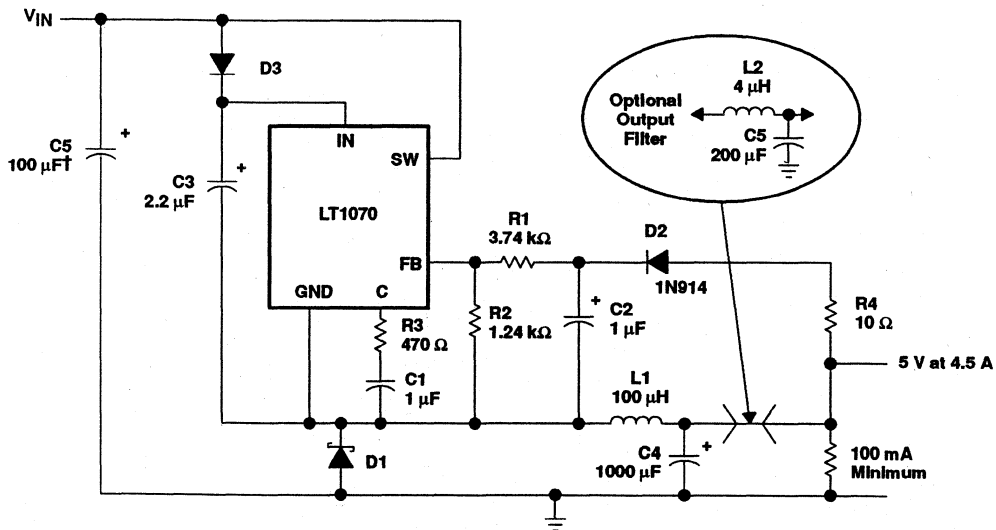 VIN
D3
C5
100 µF†
+
C3
2.2 µF
+
IN
SW
LT1070
FB
GND
C
R3
470 Ω
C1
1 µF
R1
3.74 kΩ
R2
1.24 kΩ
+
C2
1 µF
D2
1N914
R4
10 Ω
5 V at 4.5 A
L1
100 µH
C4
1000 µF
+
100 mA
Minimum
D1
Optional
Output
Filter
L2
4 µH
C5
200 µF